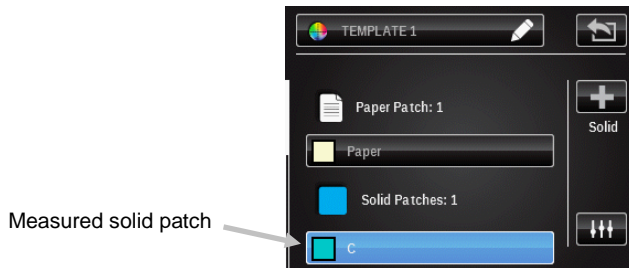 TEMPLATE 1
Paper Patch: 1
Solid
Paper
Solid Patches: 1
Measured solid patch
C